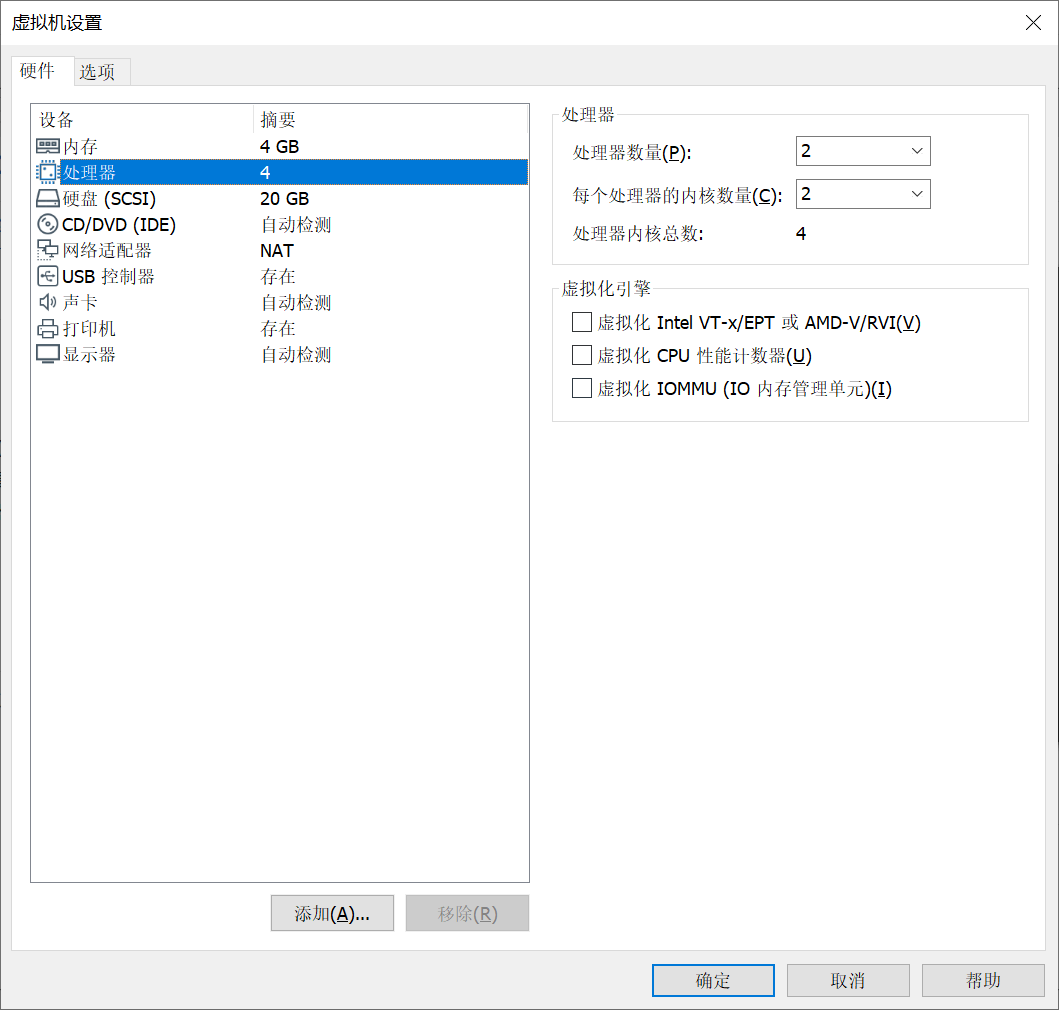 虚拟机设置
硬件 选项
设备 摘要
内存 4 GB
处理器 4
硬盘 (SCSI) 20 GB
CD/DVD (IDE) 自动检测
网络适配器 NAT
USB 控制器 存在
声卡 自动检测
打印机 存在
显示器 自动检测
添加(A)... 移除(R)
处理器
处理器数量(P): 2
每个处理器的内核数量(C): 2
处理器内核总数: 4
虚拟化引擎
虚拟化 Intel VT-x/EPT 或 AMD-V/RVI(V)
虚拟化 CPU 性能计数器(U)
虚拟化 IOMMU (IO 内存管理单元)(I)
确定 取消 帮助